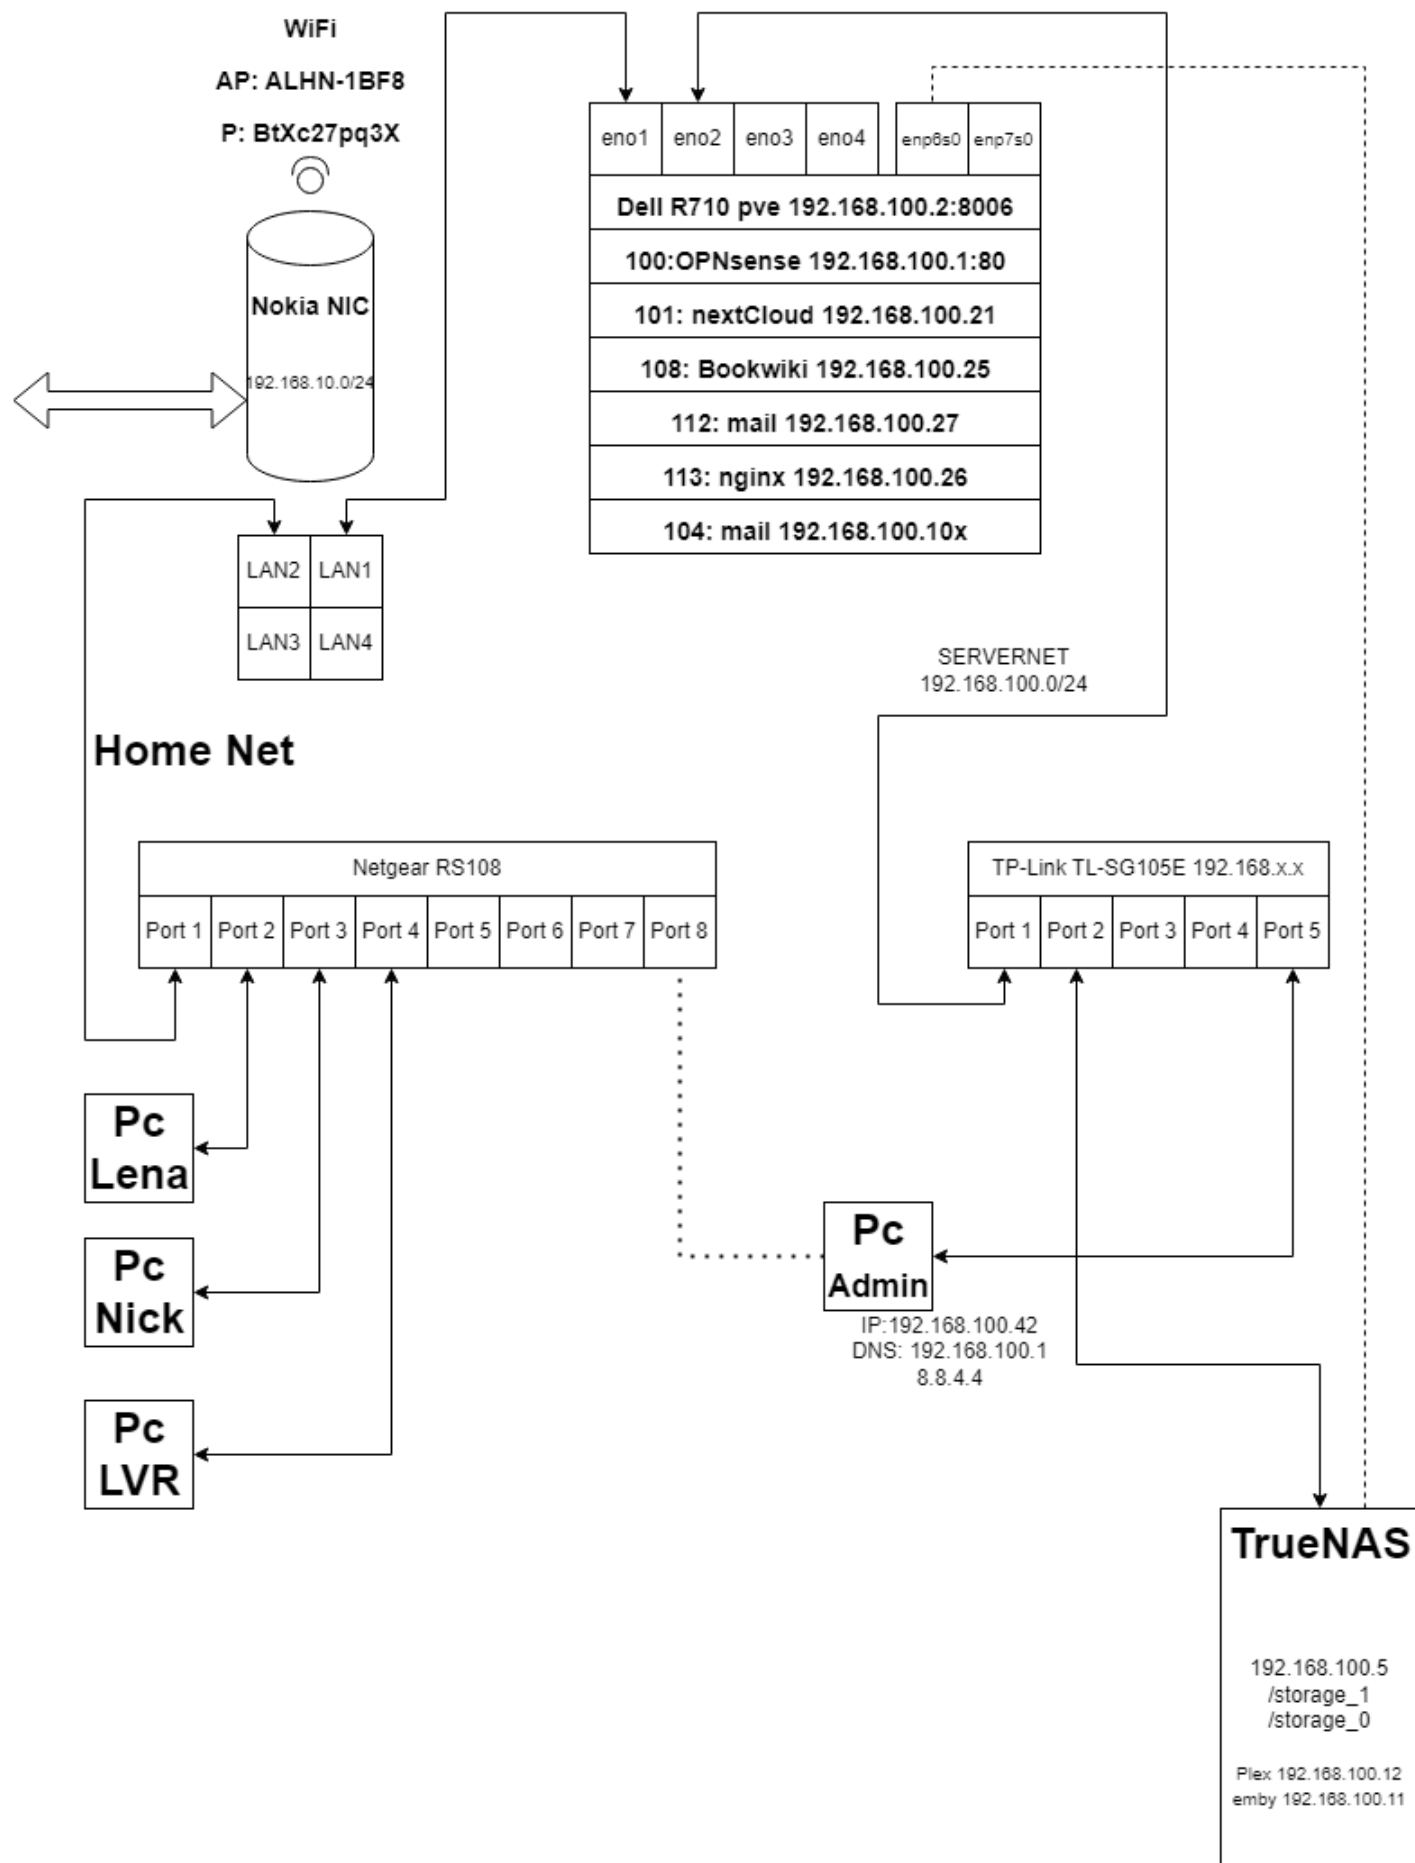 WiFi
AP: ALHN-1BF8
P: BtXc27pq3X
Nokia NIC
192.168.10.0/24
LAN2 LAN1
LAN3 LAN4
eno1 eno2 eno3 eno4 enp6s0 enp7s0
Dell R710 pve 192.168.100.2:8006
100:OPNsense 192.168.100.1:80
101: nextCloud 192.168.100.21
108: Bookwiki 192.168.100.25
112: mail 192.168.100.27
113: nginx 192.168.100.26
104: mail 192.168.100.10x
SERVERNET
192.168.100.0/24
Home Net
Netgear RS108
Port 1 Port 2 Port 3 Port 4 Port 5 Port 6 Port 7 Port 8
TP-Link TL-SG105E 192.168.x.x
Port 1 Port 2 Port 3 Port 4 Port 5
Pc
Lena
Pc
Nick
Pc
LVR
Pc
Admin
IP:192.168.100.42
DNS: 192.168.100.1
8.8.4.4
TrueNAS
192.168.100.5
/storage_1
/storage_0
Plex 192.168.100.12
emby 192.168.100.11